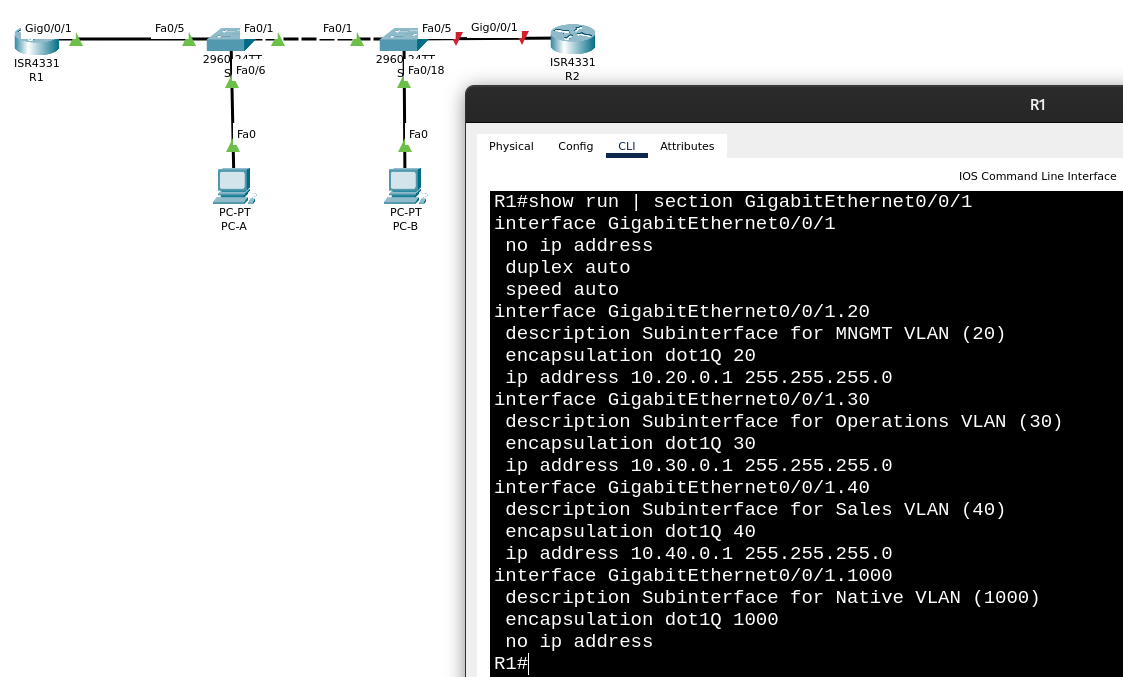 Gig0/0/1
Fa0/5
Fa0/1
Fa0/1
Fa0/5
Gig0/0/1
ISR4331
R1
Fa0/6
Fa0/18
ISR4331
R2
Fa0
Fa0
PC-PT
PC-A
PC-PT
PC-B
R1
Physical
Config
CLI
Attributes
IOS Command Line Interface
R1#show run | section GigabitEthernet0/0/1
interface GigabitEthernet0/0/1
no ip address
duplex auto
speed auto
interface GigabitEthernet0/0/1.20
description Subinterface for MNGMT VLAN (20)
encapsulation dot1Q 20
ip address 10.20.0.1 255.255.255.0
interface GigabitEthernet0/0/1.30
description Subinterface for Operations VLAN (30)
encapsulation dot1Q 30
ip address 10.30.0.1 255.255.255.0
interface GigabitEthernet0/0/1.40
description Subinterface for Sales VLAN (40)
encapsulation dot1Q 40
ip address 10.40.0.1 255.255.255.0
interface GigabitEthernet0/0/1.1000
description Subinterface for Native VLAN (1000)
encapsulation dot1Q 1000
no ip address
R1#